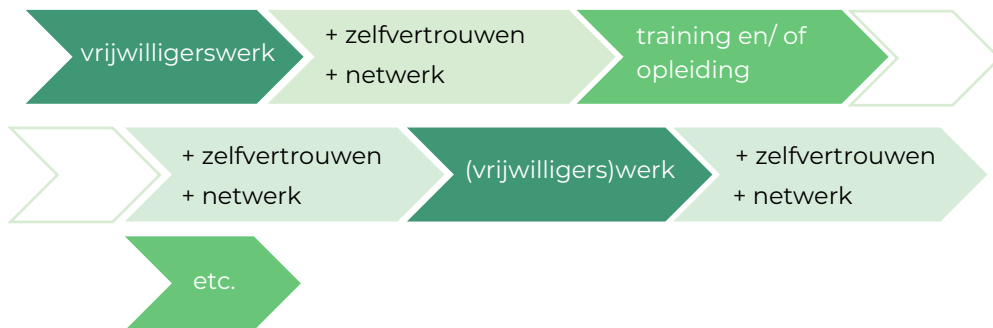 vrijwilligerswerk
+ zelfvertrouwen
+ netwerk
training en/ of
opleiding
+ zelfvertrouwen
+ netwerk
(vrijwilligers)werk
+ zelfvertrouwen
+ netwerk
etc.